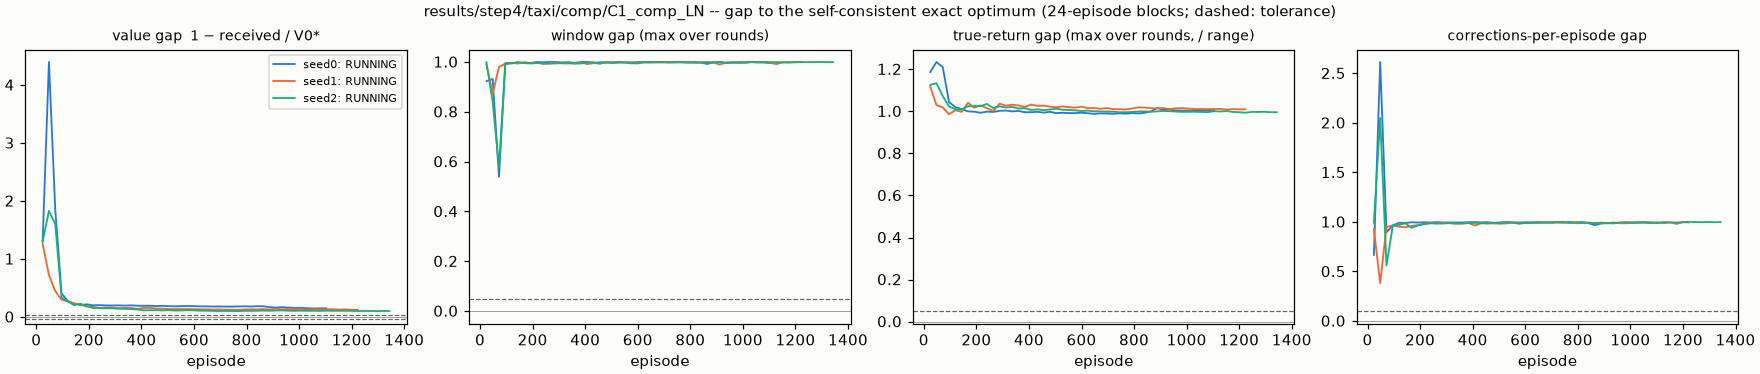 results/step4/taxi/comp/C1_comp_LN -- gap to the self-consistent exact optimum (24-episode blocks; dashed: tolerance)
value gap  1 − received / V0*
4
3
2
1
0
0 200 400 600 800 1000 1200 1400
episode
seed0: RUNNING
seed1: RUNNING
seed2: RUNNING
window gap (max over rounds)
1.0
0.8
0.6
0.4
0.2
0.0
0 200 400 600 800 1000 1200 1400
episode
true-return gap (max over rounds, / range)
1.2
1.0
0.8
0.6
0.4
0.2
0.0
0 200 400 600 800 1000 1200 1400
episode
corrections-per-episode gap
2.5
2.0
1.5
1.0
0.5
0.0
0 200 400 600 800 1000 1200 1400
episode